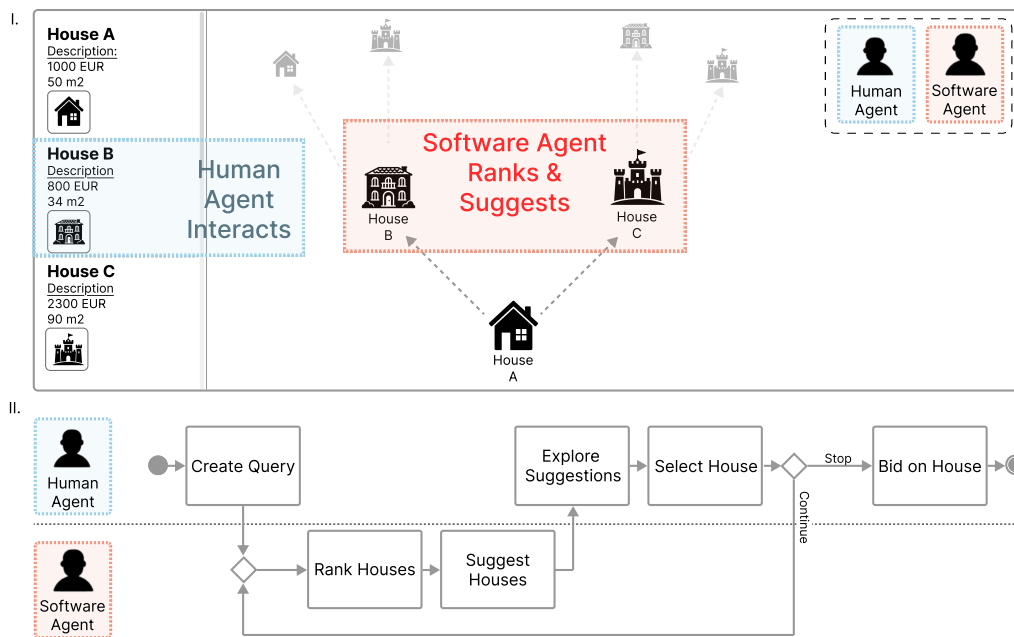 I.
House A
Description:
1000 EUR
50 m2
House B
Description
800 EUR
34 m2
House C
Description
2300 EUR
90 m2
Human
Agent
Interacts
Software Agent
Ranks &
Suggests
House
B
House
C
House
A
Human
Agent
Software
Agent
II.
Human
Agent
Create Query
Explore
Suggestions
Select House
Stop
Bid on House
Continue
Software
Agent
Rank Houses
Suggest
Houses